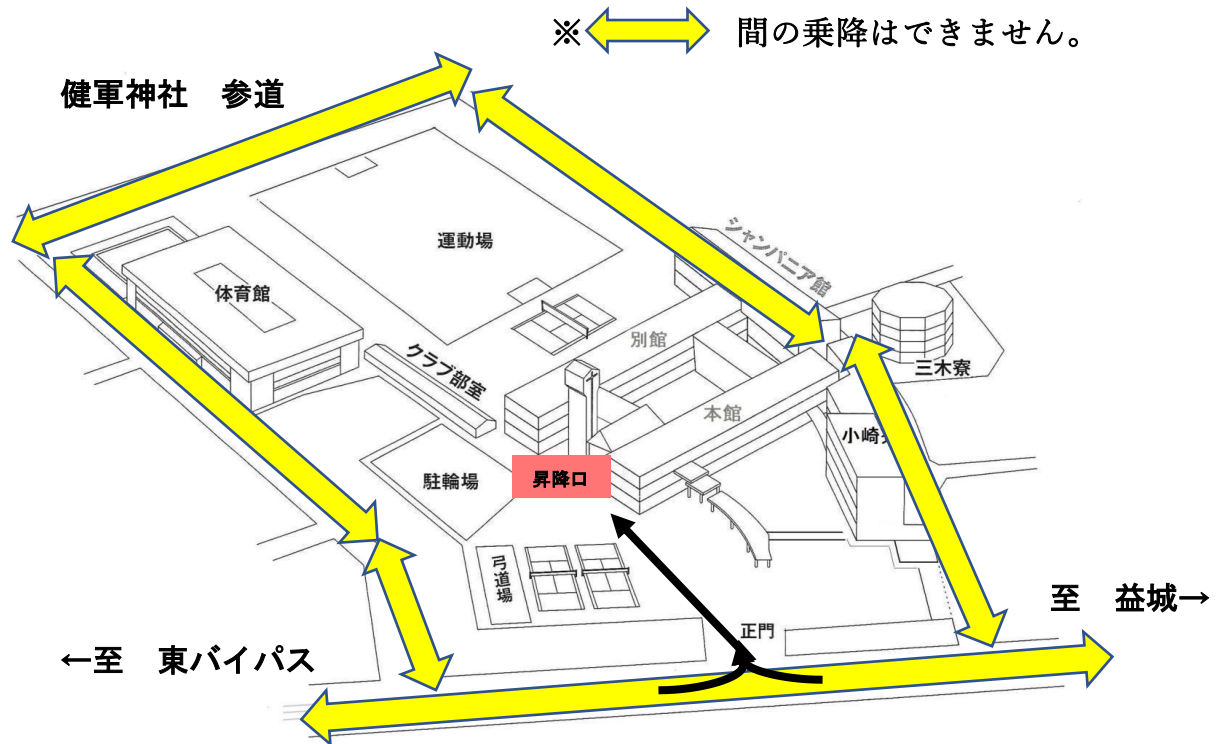 ※ 間の乗降はできません。
健軍神社　参道
運動場
シャンパニア館
体育館
別館
三木寮
クラブ部室
本館
小崎
駐輪場
昇降口
弓道場
至　益城→
正門
←至　東バイパス